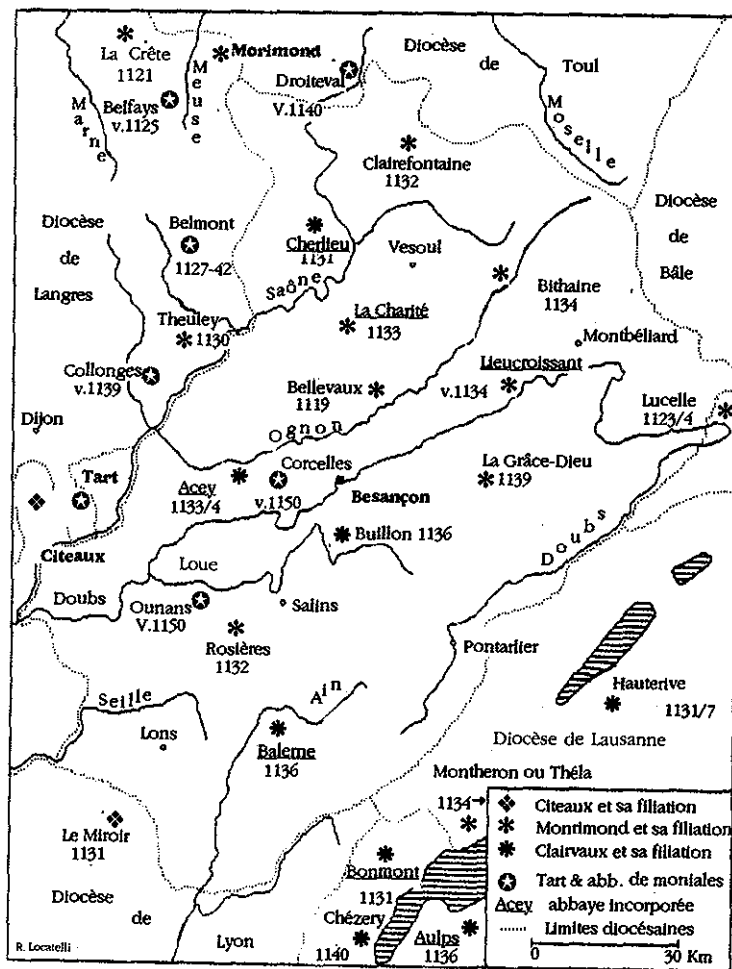 La Crête
1121
Morimond
Meuse
Marne
Belfays
v.1125
Droiteval
V.1140
Diocèse
de
Toul
Moselle
Clairefontaine
1132
Belmont
1127-42
Cherlieu
1131
Vesoul
Saône
Diocèse
de
Langres
Diocèse
de
Bâle
Bithaine
1134
La Charité
1133
Theuley
1130
Montbéliard
Lieucroissant
v.1134
Collonges
v.1139
Bellevaux
1119
Lucelle
1123/4
Dijon
Ognon
Tart
Acey
1133/4
Corcelles
v.1150
Besançon
La Grâce-Dieu
1139
Citeaux
Buillon 1136
Doubs
Loue
Doubs
Ounans
V.1150
Salins
Rosières
1132
Pontarlier
Hauterive
1131/7
Seille
Ain
Lons
Balerne
1136
Diocèse de Lausanne
Montheron ou Thêla
1134
Le Miroir
1131
Bonmont
1131
Diocèse
de
Lyon
Chézery
1140
Aulps
1136
Citeaux et sa filiation
Monrimond et sa filiation
Clairvaux et sa filiation
Tart & abb. de moniales
Acey abbaye incorporée
Limites diocésaines
0 30 Km
R. Locatelli